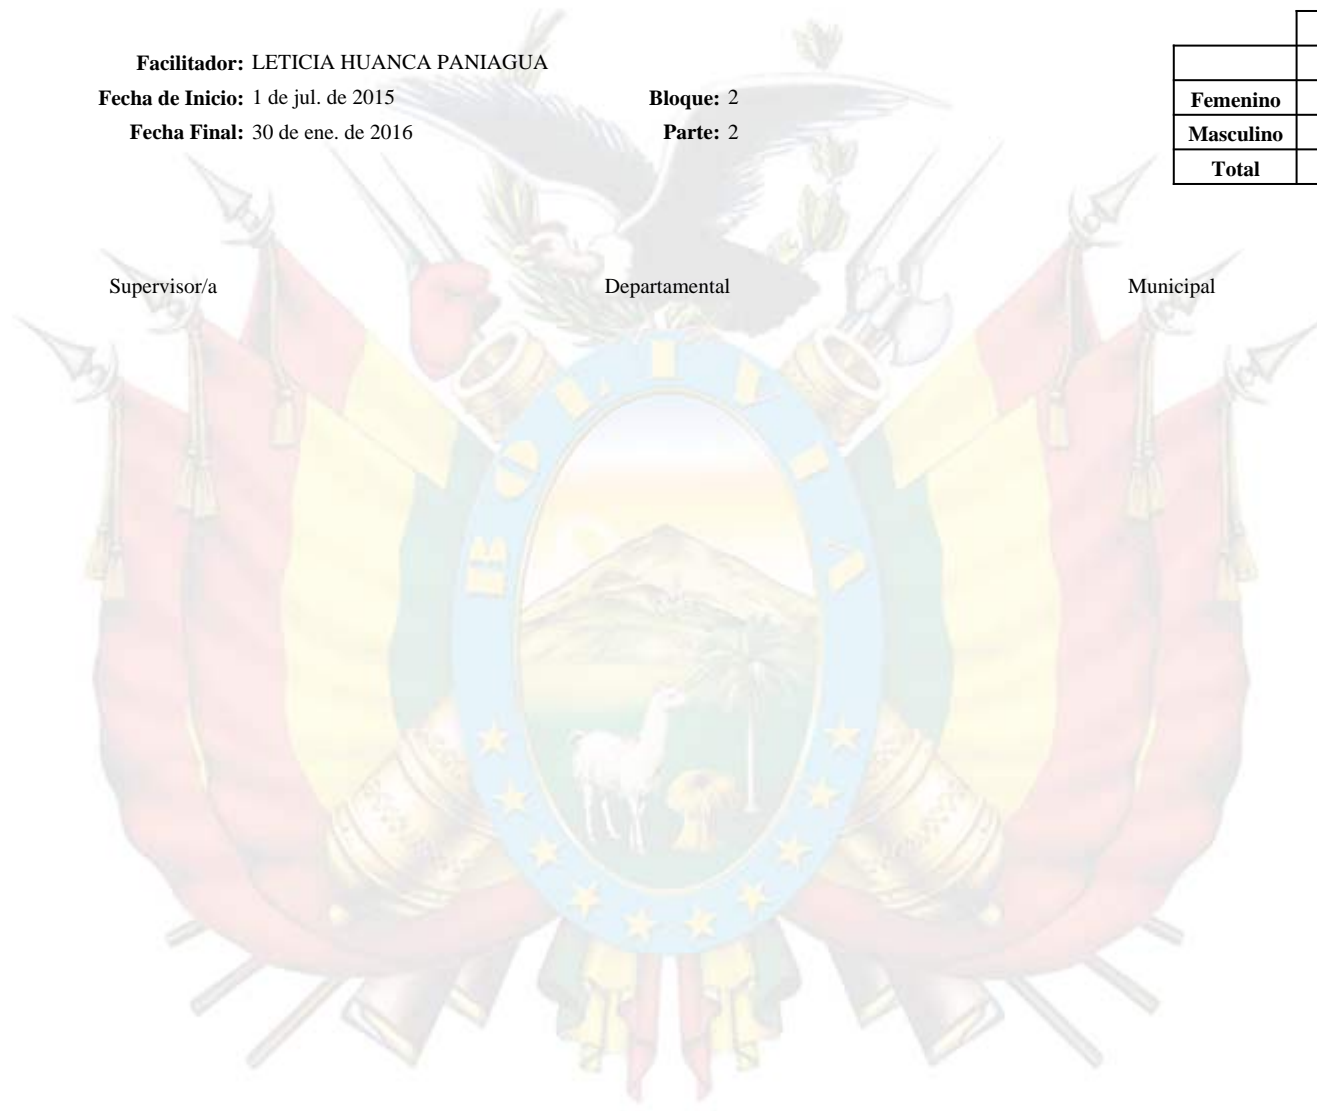 Facilitador: LETICIA HUANCA PANIAGUA
Fecha de Inicio: 1 de jul. de 2015 Bloque: 2
Fecha Final: 30 de ene. de 2016 Parte: 2
Femenino
Masculino
Total
Supervisor/a Departamental Municipal
BOLIVIA